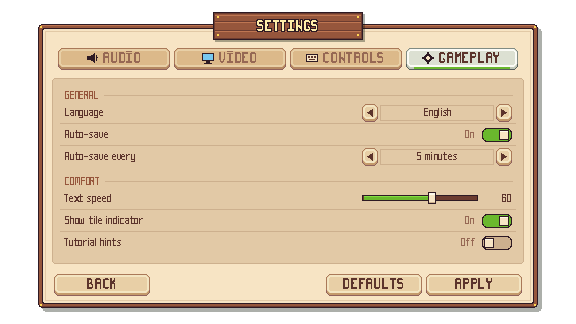 SETTINGS
AUDIO VIDEO CONTROLS GAMEPLAY
GENERAL
Language English
Auto-save On
Auto-save every 5 minutes
COMFORT
Text speed 60
Show tile indicator On
Tutorial hints Off
BACK DEFAULTS APPLY